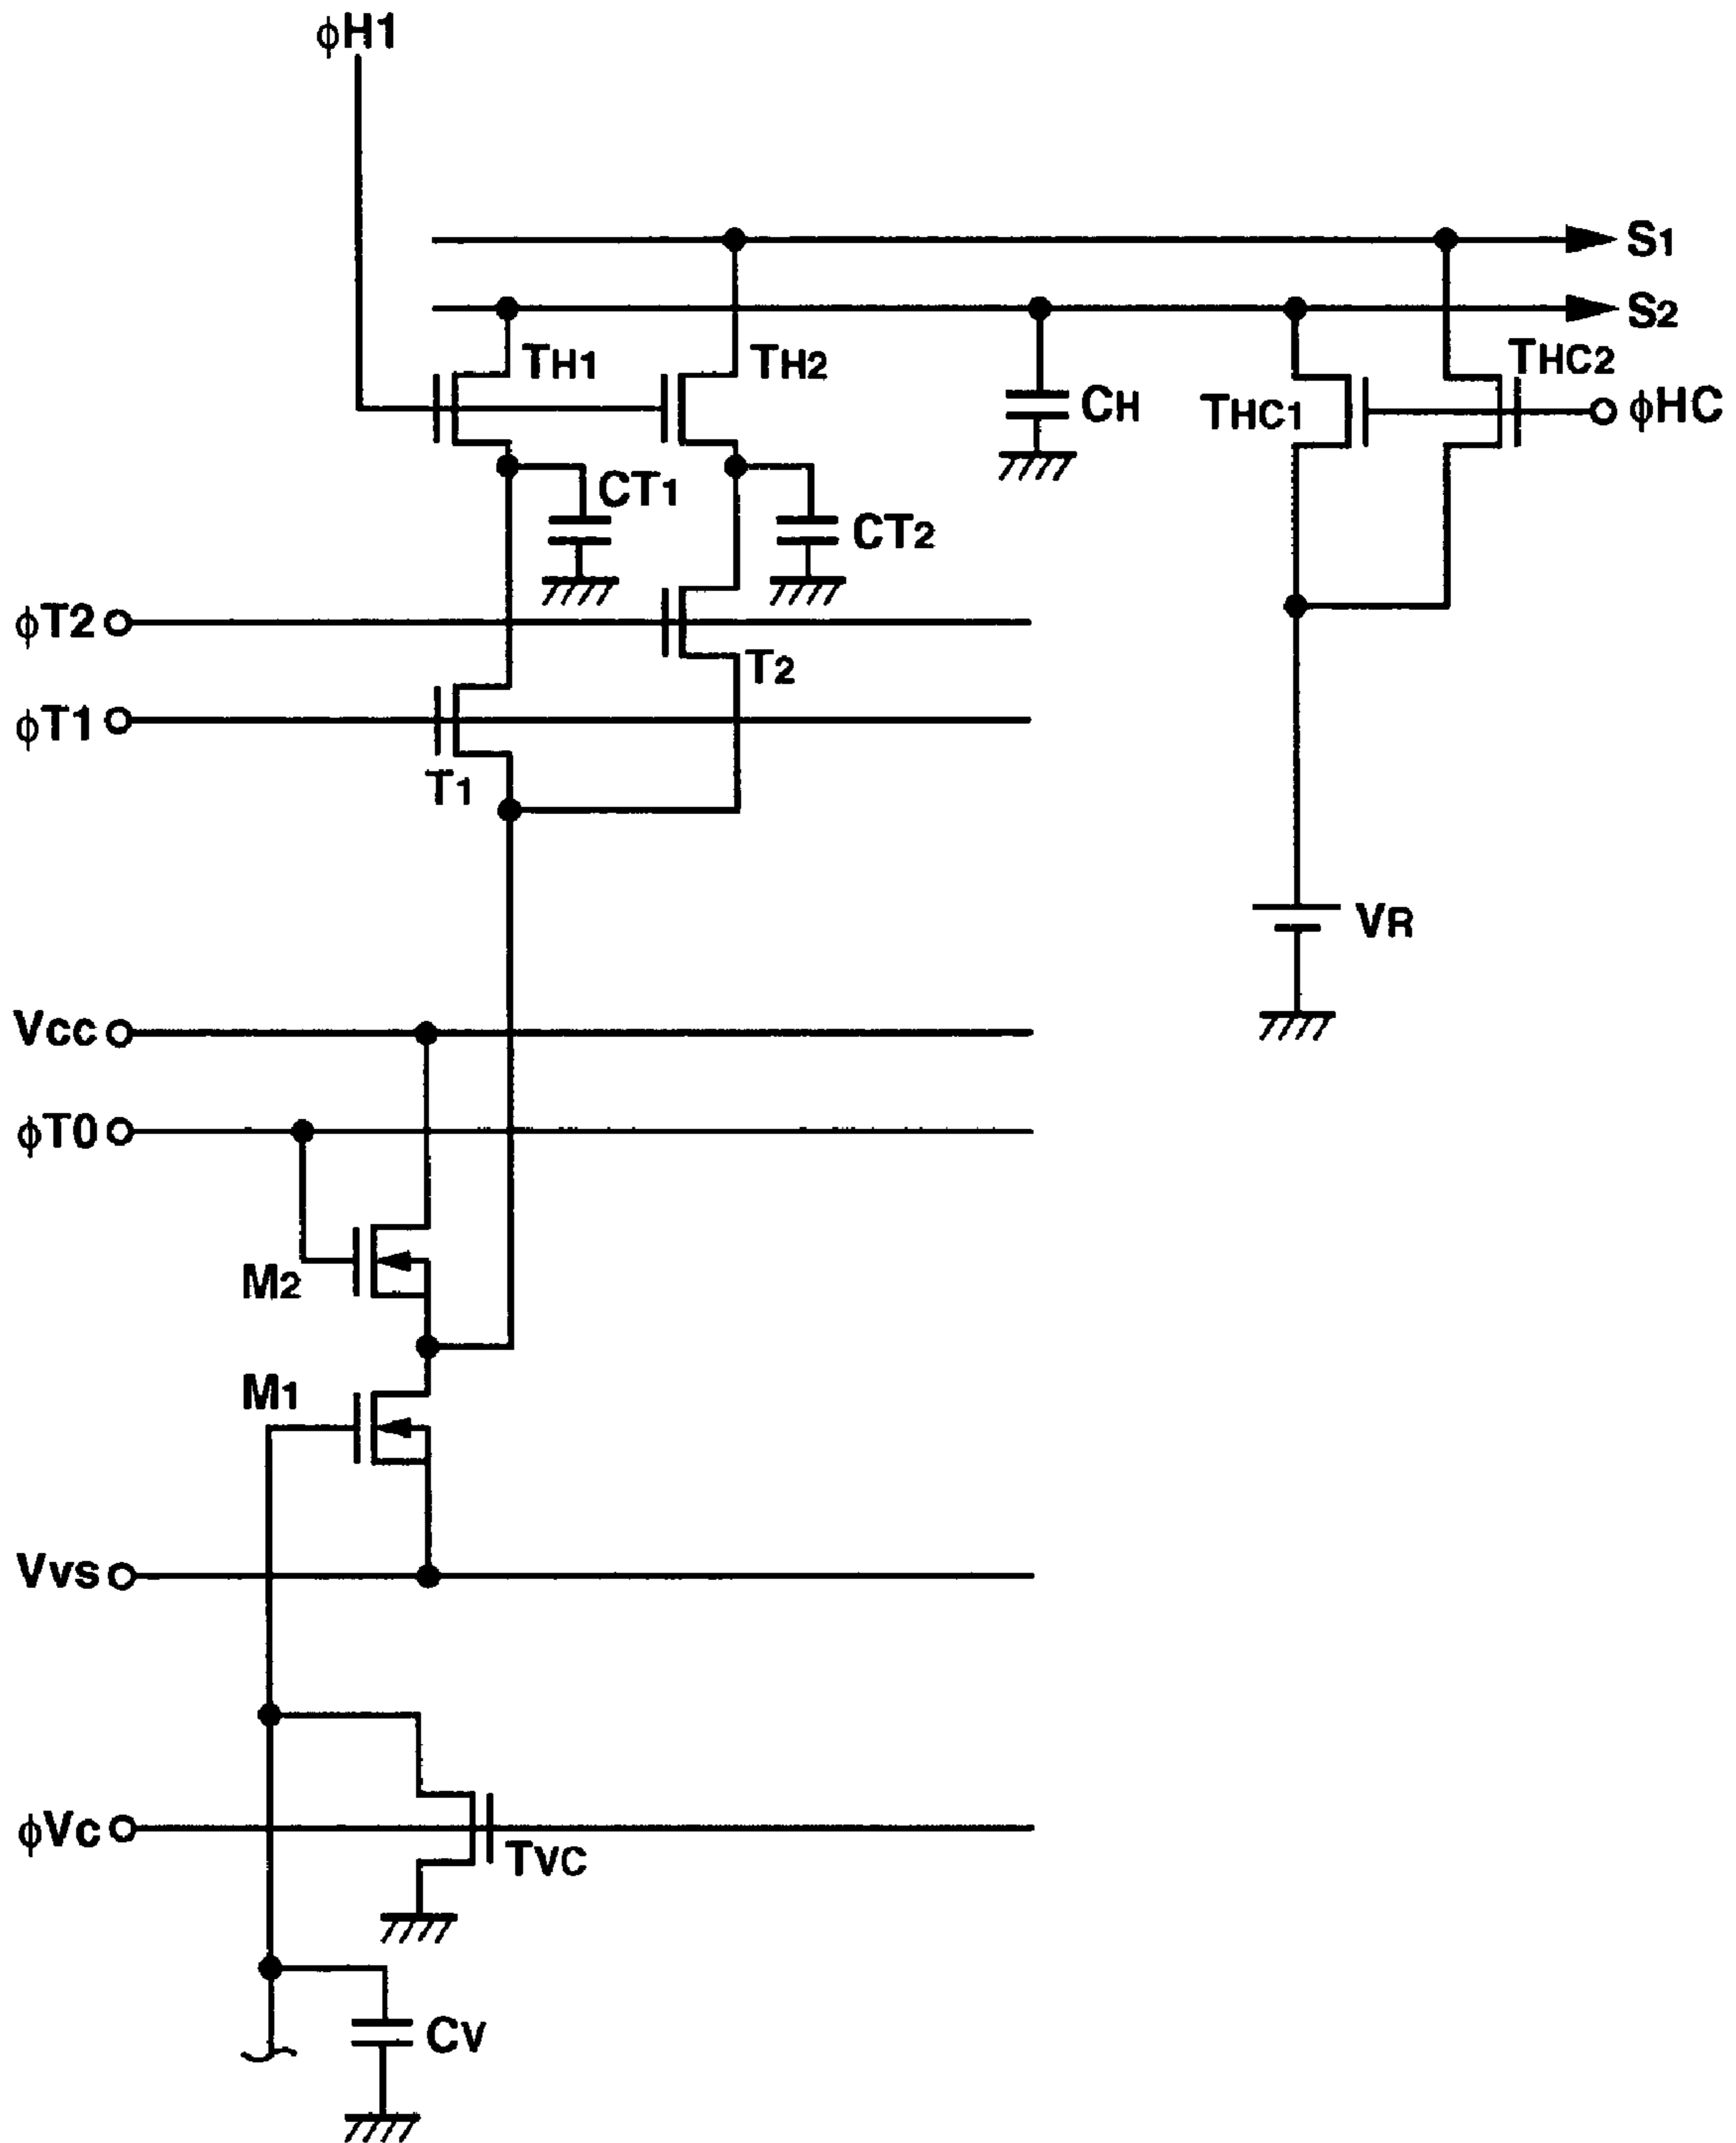 ϕH1
S1
S2
TH1
TH2
THC2
CH
THC1
ϕHC
CT1
CT2
ϕT2
T2
ϕT1
T1
VR
Vcc
ϕT0
M2
M1
Vvs
ϕVc
TVC
CV